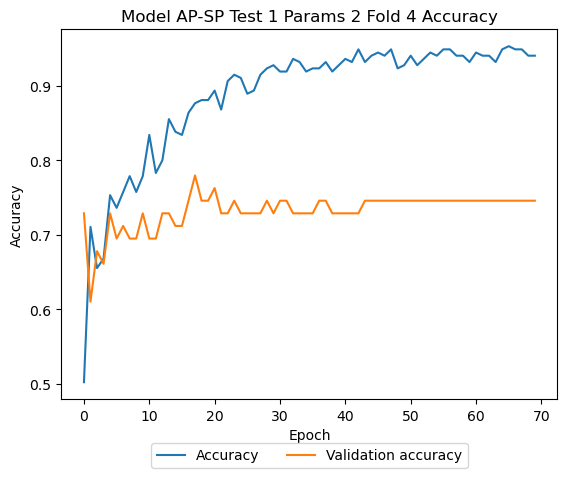 Model AP-SP Test 1 Params 2 Fold 4 Accuracy
Accuracy
0.9
0.8
0.7
0.6
0.5
0 10 20 30 40 50 60 70
Epoch
Accuracy Validation accuracy